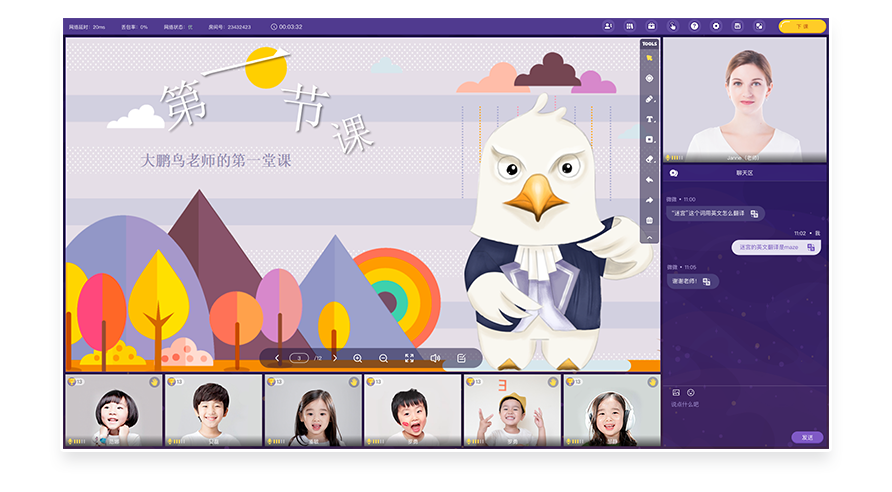 网络延时：20ms 丢包率：0% 网络状态：优 房间号：23432423 00:03:32
下课
TOOLS
第一节课
大鹏鸟老师的第一堂课
Janne（老师）
聊天区
微微 • 11:00
“迷宫”这个词用英文怎么翻译
11:02 • 我
迷宫的英文翻译是maze
微微 • 11:05
谢谢老师！
3 /12
13
13
13
13
13
13
说点什么吧
发送